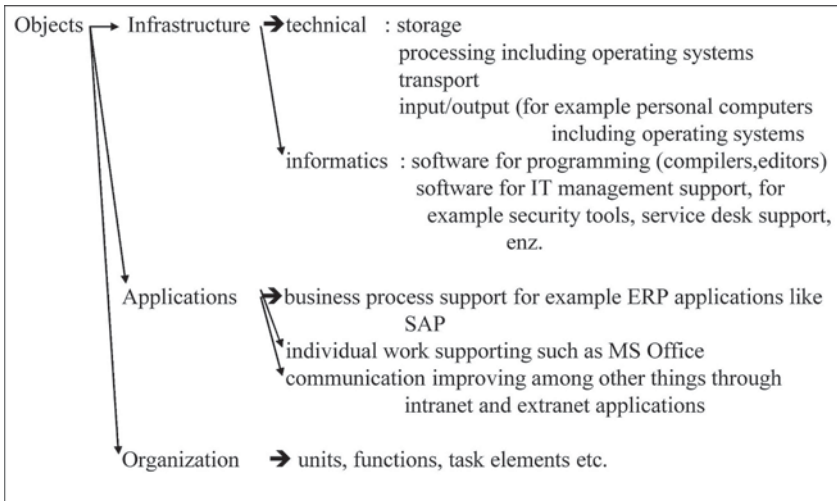 Objects Infrastructure technical : storage
processing including operating systems
transport
input/output (for example personal computers
including operating systems
informatics : software for programming (compilers,editors)
software for IT management support, for
example security tools, service desk support,
enz.
Applications business process support for example ERP applications like
SAP
individual work supporting such as MS Office
communication improving among other things through
intranet and extranet applications
Organization units, functions, task elements etc.